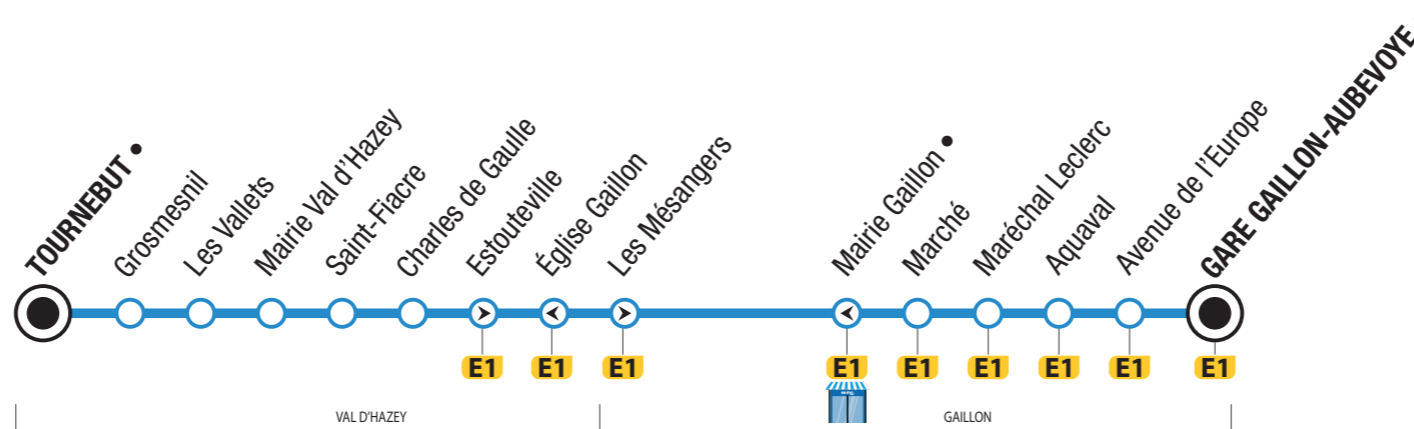 TOURNEBUT •
Grosmesnil
Les Vallets
Mairie Val d'Hazey
Saint-Fiacre
Charles de Gaulle
Estouteville
Église Gaillon
Les Mésangers
Mairie Gaillon •
Marché
Maréchal Leclerc
Aquaval
Avenue de l'Europe
GARE GAILLON-AUBEVOYE
E1 E1 E1 E1 E1 E1 E1 E1 E1
VAL D'HAZEY GAILLON